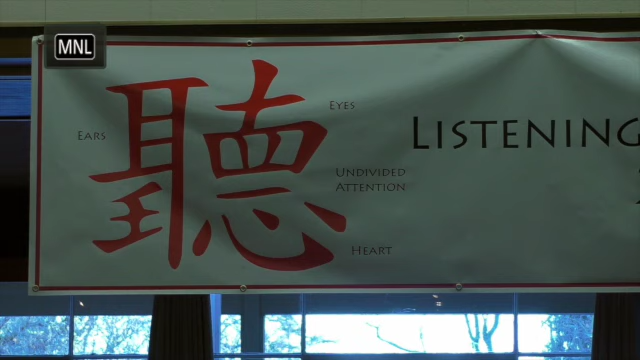 MNL
聽
EARS
EYES
UNDIVIDED
ATTENTION
HEART
LISTENING